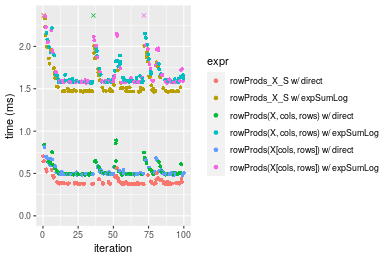 2.0
1.5
1.0
0.5
0.0
time (ms)
0
25
50
75
100
iteration
expr
rowProds_X_S w/ direct
rowProds_X_S w/ expSumLog
rowProds(X, cols, rows) w/ direct
rowProds(X, cols, rows) w/ expSumLog
rowProds(X[cols, rows]) w/ direct
rowProds(X[cols, rows]) w/ expSumLog